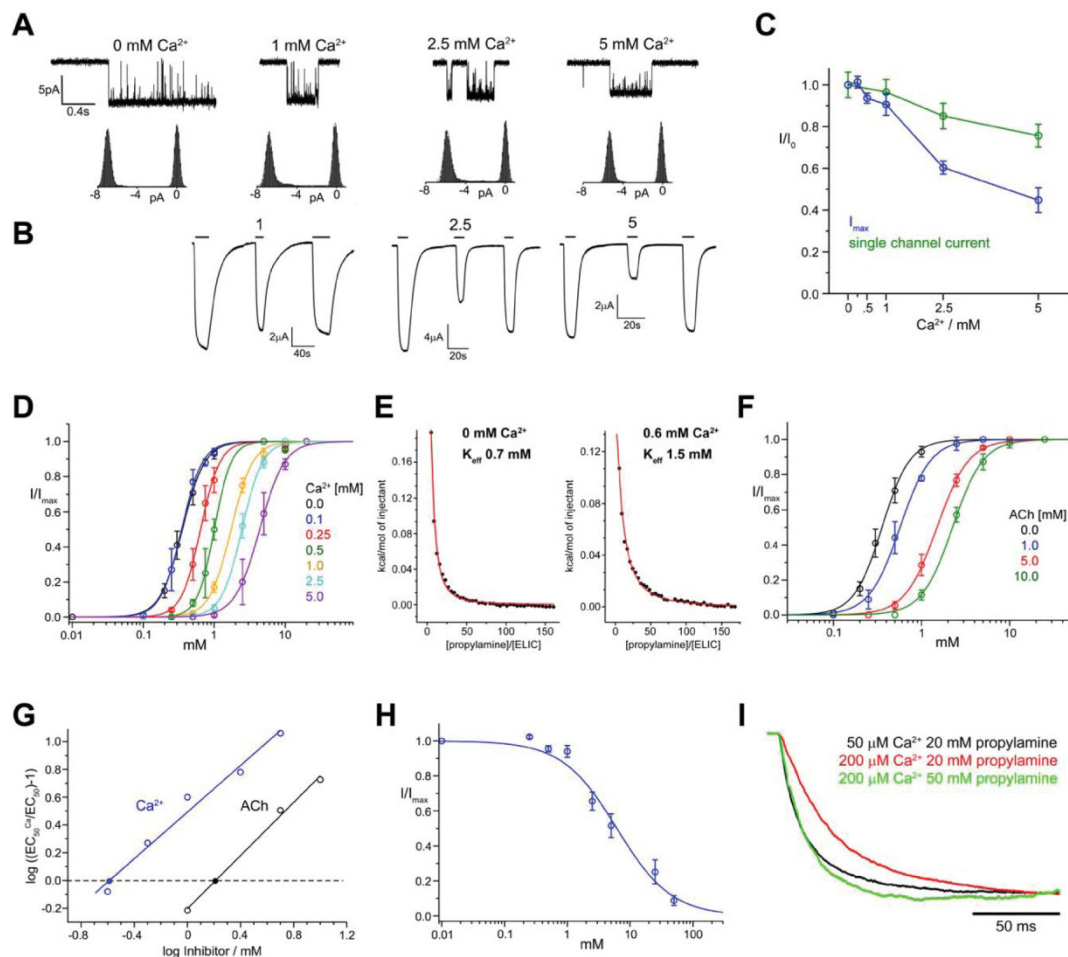 A
0 mM Ca²⁺
1 mM Ca²⁺
2.5 mM Ca²⁺
5 mM Ca²⁺
5pA
0.4s
-8 -4 0
pA
-8 -4 0
pA
-8 -4 0
pA
-8 -4 0
pA
B
1
2.5
5
2μA
40s
4μA
20s
2μA
20s
C
I/I₀
1.0
0.8
0.6
0.4
0.2
0.0
I_max
single channel current
0 .5 1 2.5 5
Ca²⁺ / mM
D
I/I_max
1.0
0.8
0.6
0.4
0.2
0.0
0.01 0.1 1 10
mM
Ca²⁺ [mM]
0.0
0.1
0.25
0.5
1.0
2.5
5.0
E
kcal/mol of injectant
0.16
0.12
0.08
0.04
0.00
0 50 100 150
[propylamine]/[ELIC]
0 mM Ca²⁺
K_eff 0.7 mM
kcal/mol of injectant
0.12
0.08
0.04
0.00
0 50 100 150
[propylamine]/[ELIC]
0.6 mM Ca²⁺
K_eff 1.5 mM
F
I/I_max
1.0
0.8
0.6
0.4
0.2
0.0
0.1 1 10
mM
ACh [mM]
0.0
1.0
5.0
10.0
G
log ((EC₅₀^Ca/EC₅₀)-1)
1.0
0.8
0.6
0.4
0.2
0.0
-0.2
Ca²⁺
ACh
-0.8 -0.4 0 0.4 0.8 1.2
log Inhibitor / mM
H
I/I_max
1.0
0.8
0.6
0.4
0.2
0.0
0.01 0.1 1 10 100
mM
I
50 μM Ca²⁺ 20 mM propylamine
200 μM Ca²⁺ 20 mM propylamine
200 μM Ca²⁺ 50 mM propylamine
50 ms